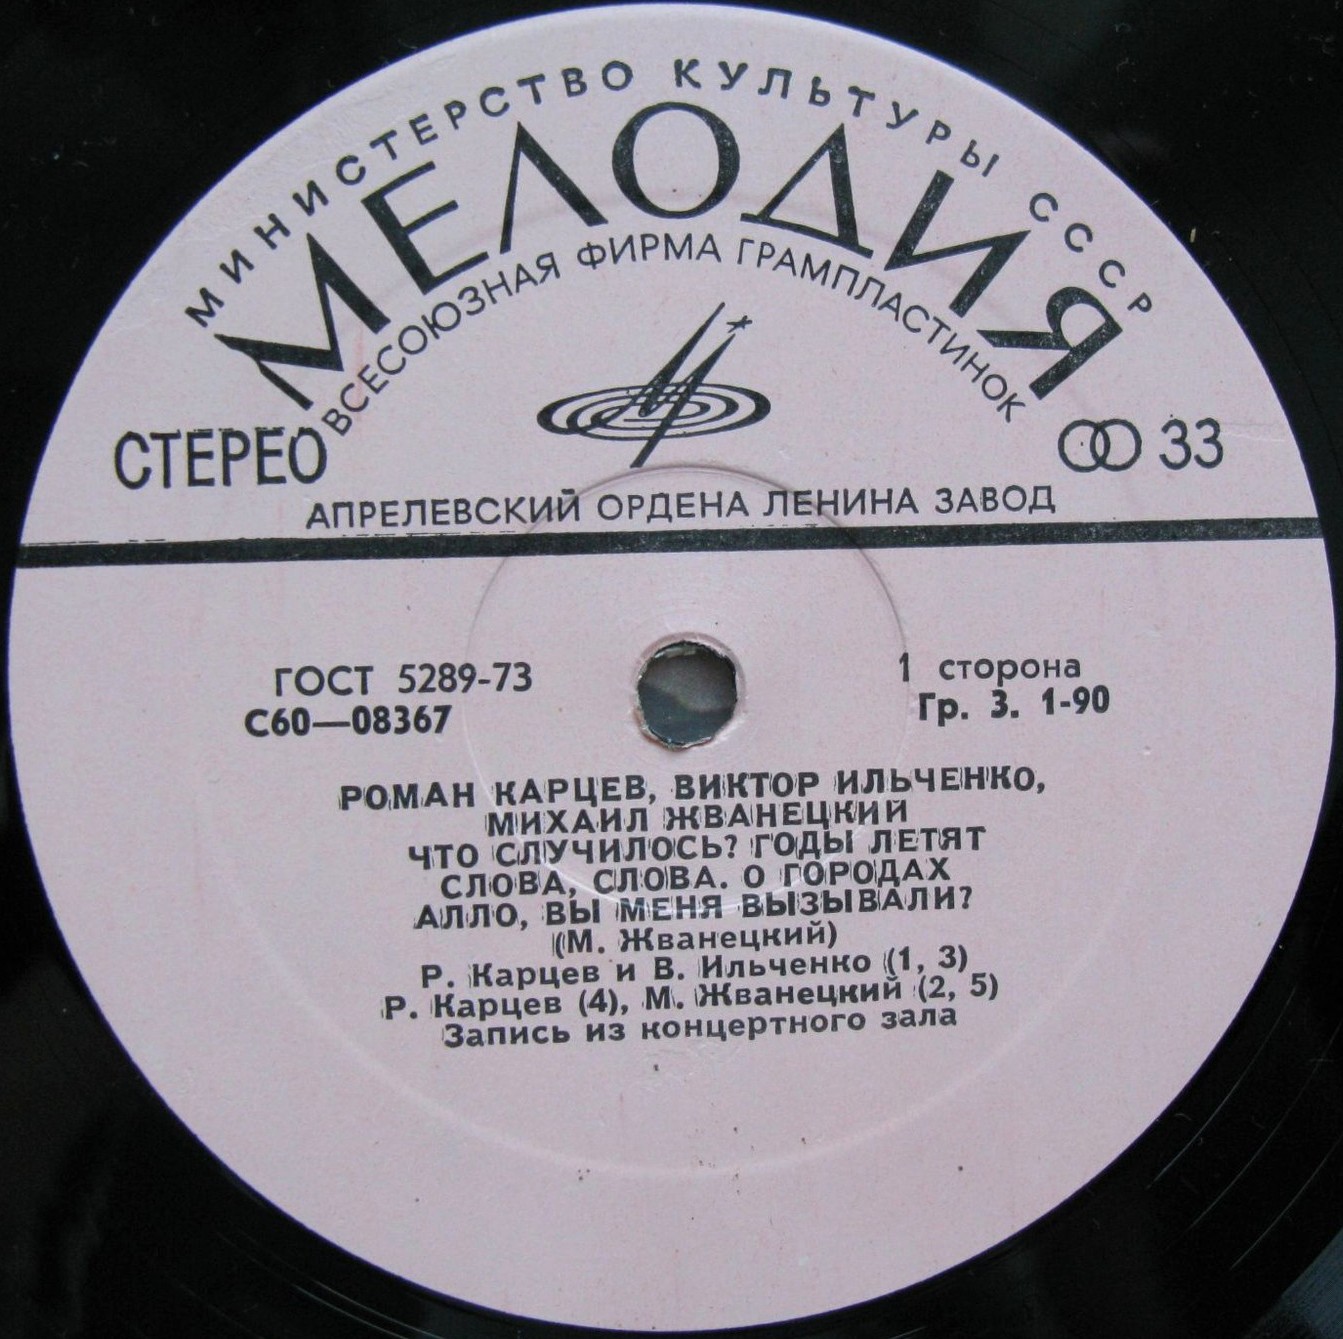 МИНИСТЕРСТВО КУЛЬТУРЫ СССР
МЕЛОДИЯ
ВСЕСОЮЗНАЯ ФИРМА ГРАМПЛАСТИНОК
СТЕРЕО
33
АПРЕЛЕВСКИЙ ОРДЕНА ЛЕНИНА ЗАВОД
ГОСТ 5289-73
С60—08367
1 сторона
Гр. 3. 1-90
РОМАН КАРЦЕВ, ВИКТОР ИЛЬЧЕНКО,
МИХАИЛ ЖВАНЕЦКИЙ
ЧТО СЛУЧИЛОСЬ? ГОДЫ ЛЕТЯТ
СЛОВА, СЛОВА. О ГОРОДАХ
АЛЛО, ВЫ МЕНЯ ВЫЗЫВАЛИ?
(М. Жванецкий)
Р. Карцев и В. Ильченко (1, 3)
Р. Карцев (4), М. Жванецкий (2, 5)
Запись из концертного зала